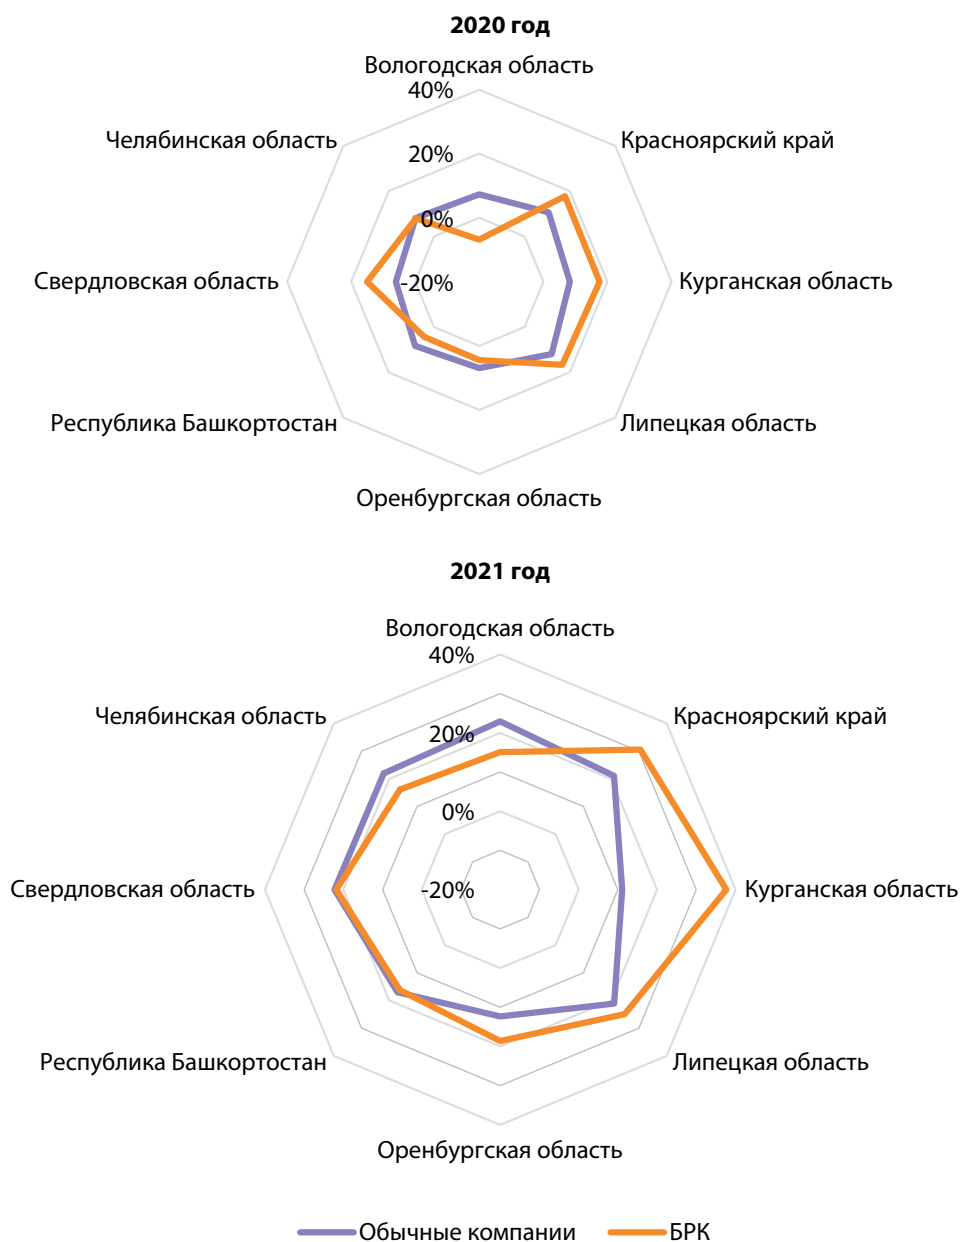 2020 год
Вологодская область
40%
Челябинская область
Красноярский край
20%
0%
Свердловская область
-20%
Курганская область
Республика Башкортостан
Липецкая область
Оренбургская область
2021 год
Вологодская область
40%
Челябинская область
Красноярский край
20%
0%
Свердловская область
-20%
Курганская область
Республика Башкортостан
Липецкая область
Оренбургская область
Обычные компании
БРК